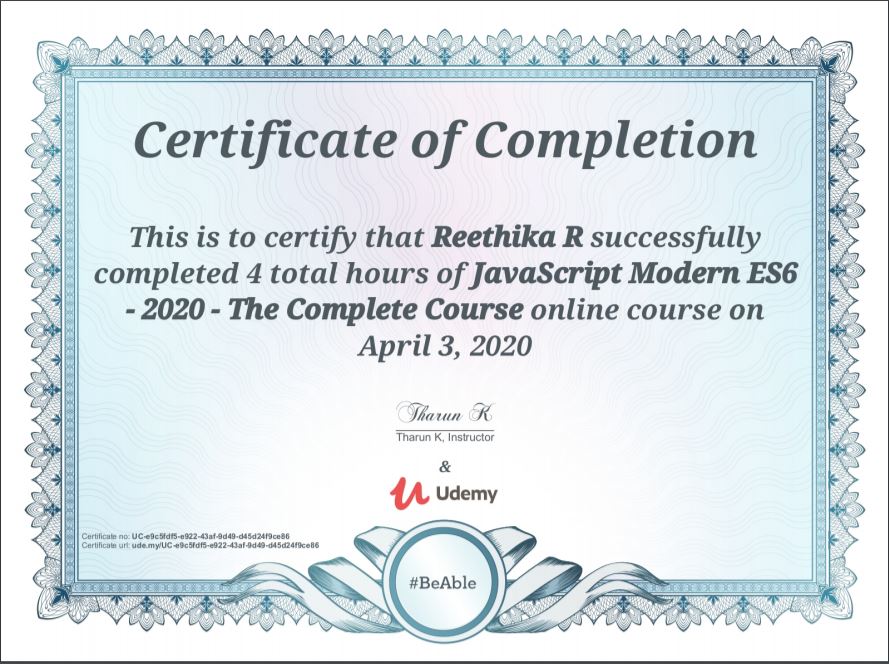 Certificate of Completion
This is to certify that Reethika R successfully
completed 4 total hours of JavaScript Modern ES6
- 2020 - The Complete Course online course on
April 3, 2020
Tharun K
Tharun K, Instructor
&
Udemy
Certificate no: UC-e9c5fdf5-e922-43af-9d49-d45d24f9ce86
Certificate url: ude.my/UC-e9c5fdf5-e922-43af-9d49-d45d24f9ce86
#BeAble